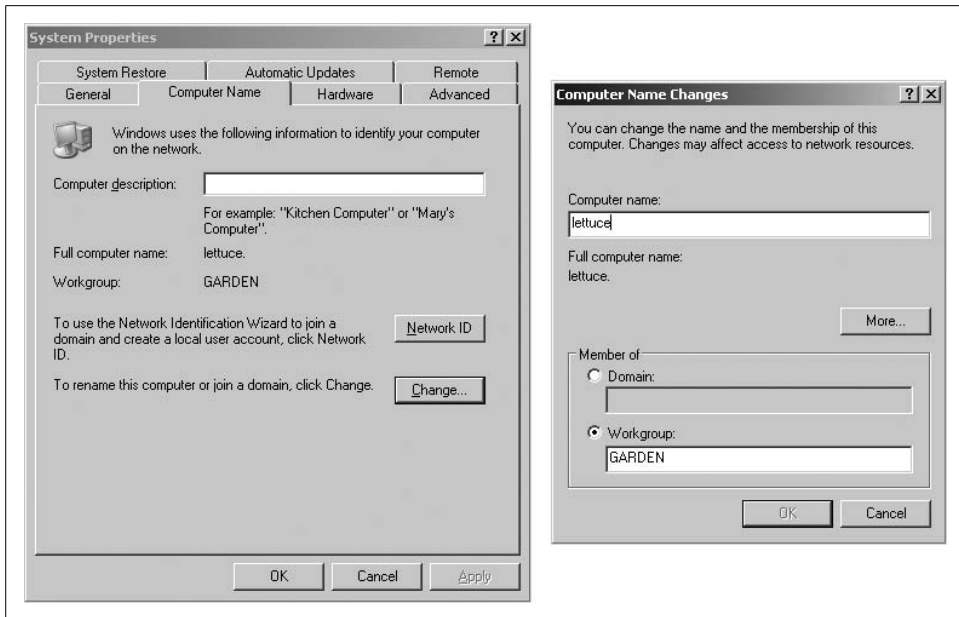 System Properties
System Restore
Automatic Updates
Remote
General
Computer Name
Hardware
Advanced
Windows uses the following information to identify your computer
on the network.
Computer description:
For example: "Kitchen Computer" or "Mary's
Computer".
Full computer name:
lettuce.
Workgroup:
GARDEN
To use the Network Identification Wizard to join a
domain and create a local user account, click Network
ID.
Network ID
To rename this computer or join a domain, click Change.
Change...
OK
Cancel
Apply
Computer Name Changes
You can change the name and the membership of this
computer. Changes may affect access to network resources.
Computer name:
lettuce
Full computer name:
lettuce.
More...
Member of
Domain:
Workgroup:
GARDEN
OK
Cancel